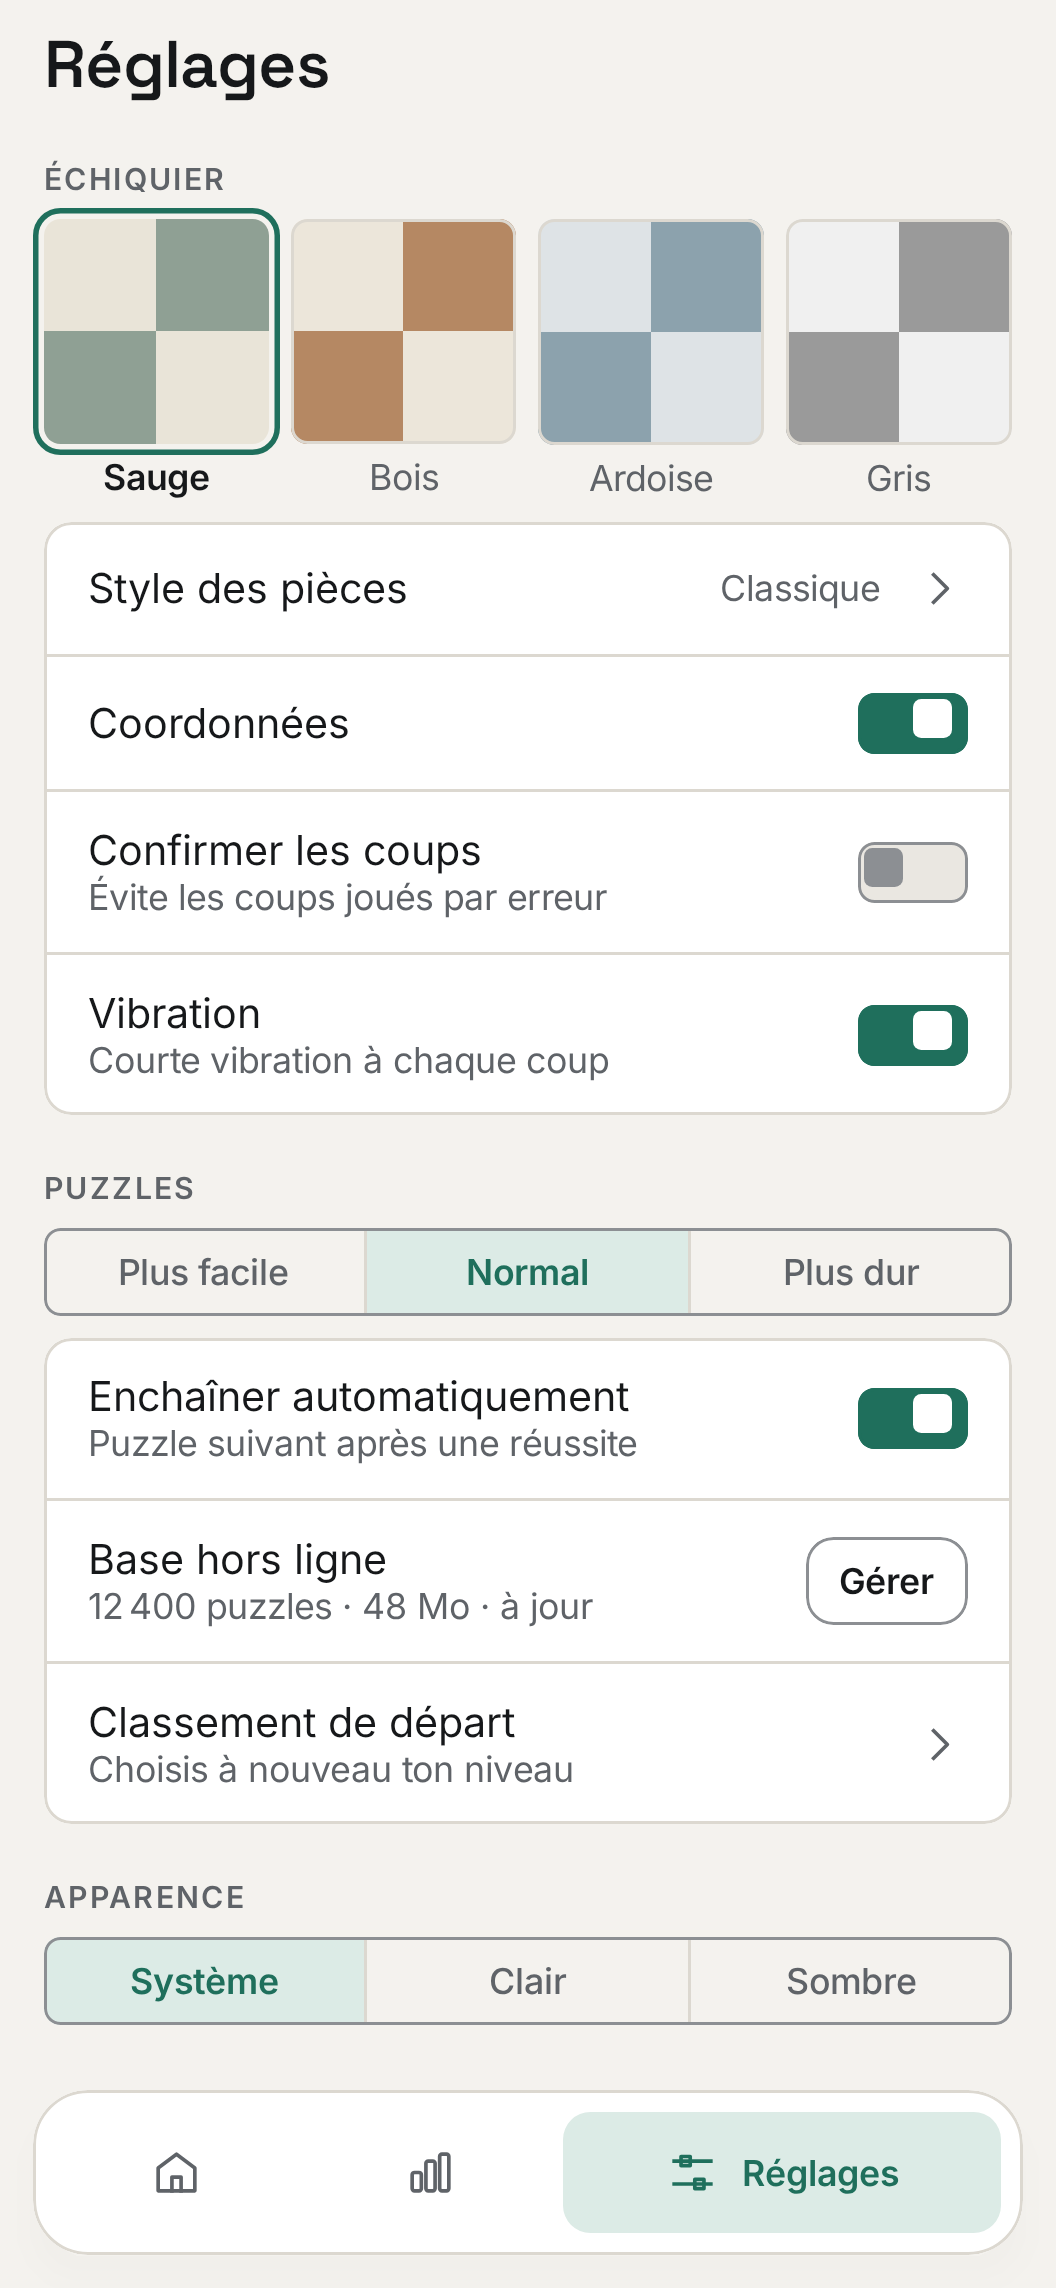 Réglages
ÉCHIQUIER
Sauge
Bois
Ardoise
Gris
Style des pièces
Classique
Coordonnées
Confirmer les coups
Évite les coups joués par erreur
Vibration
Courte vibration à chaque coup
PUZZLES
Plus facile
Normal
Plus dur
Enchaîner automatiquement
Puzzle suivant après une réussite
Base hors ligne
12 400 puzzles · 48 Mo · à jour
Gérer
Classement de départ
Choisis à nouveau ton niveau
APPARENCE
Système
Clair
Sombre
Réglages